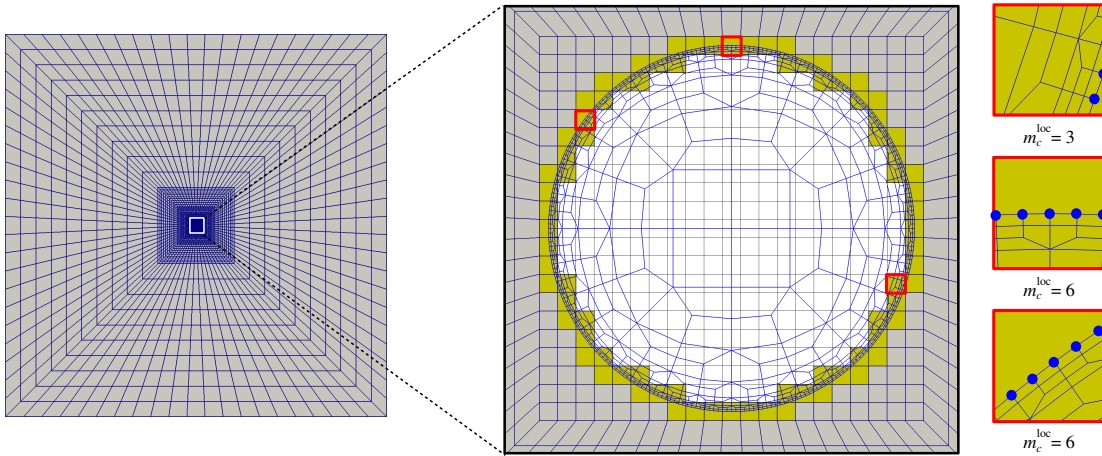 m_c^loc = 3
m_c^loc = 6
m_c^loc = 6